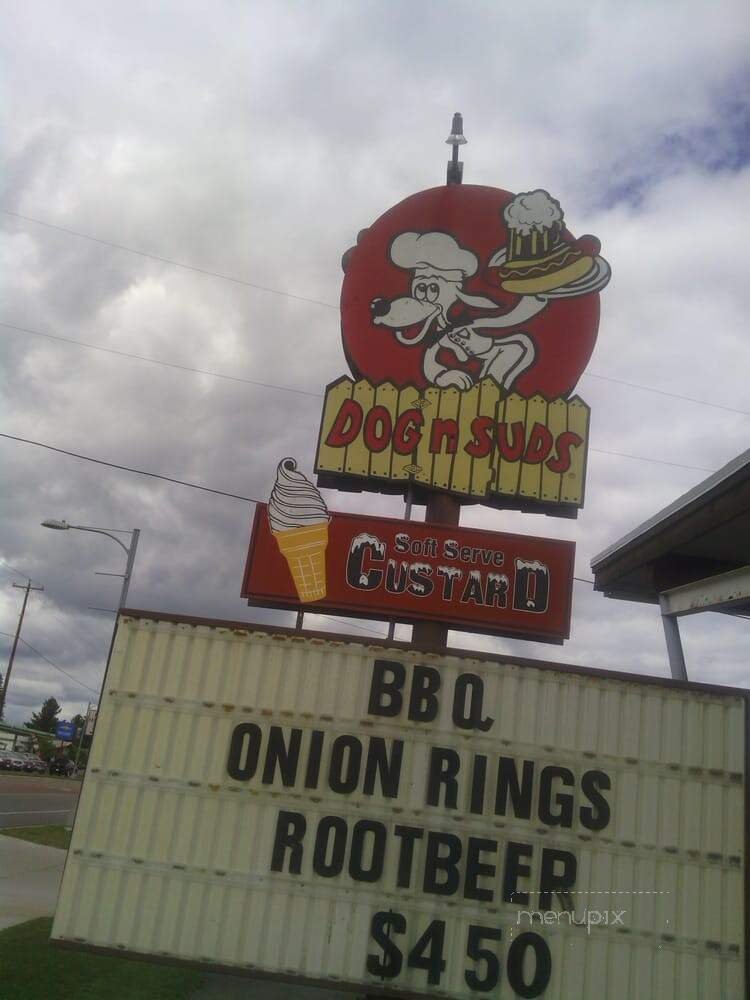 DOG n SUDS
Soft Serve
CUSTARD
BBQ
ONION RINGS
ROOTBEER
$450
menupix